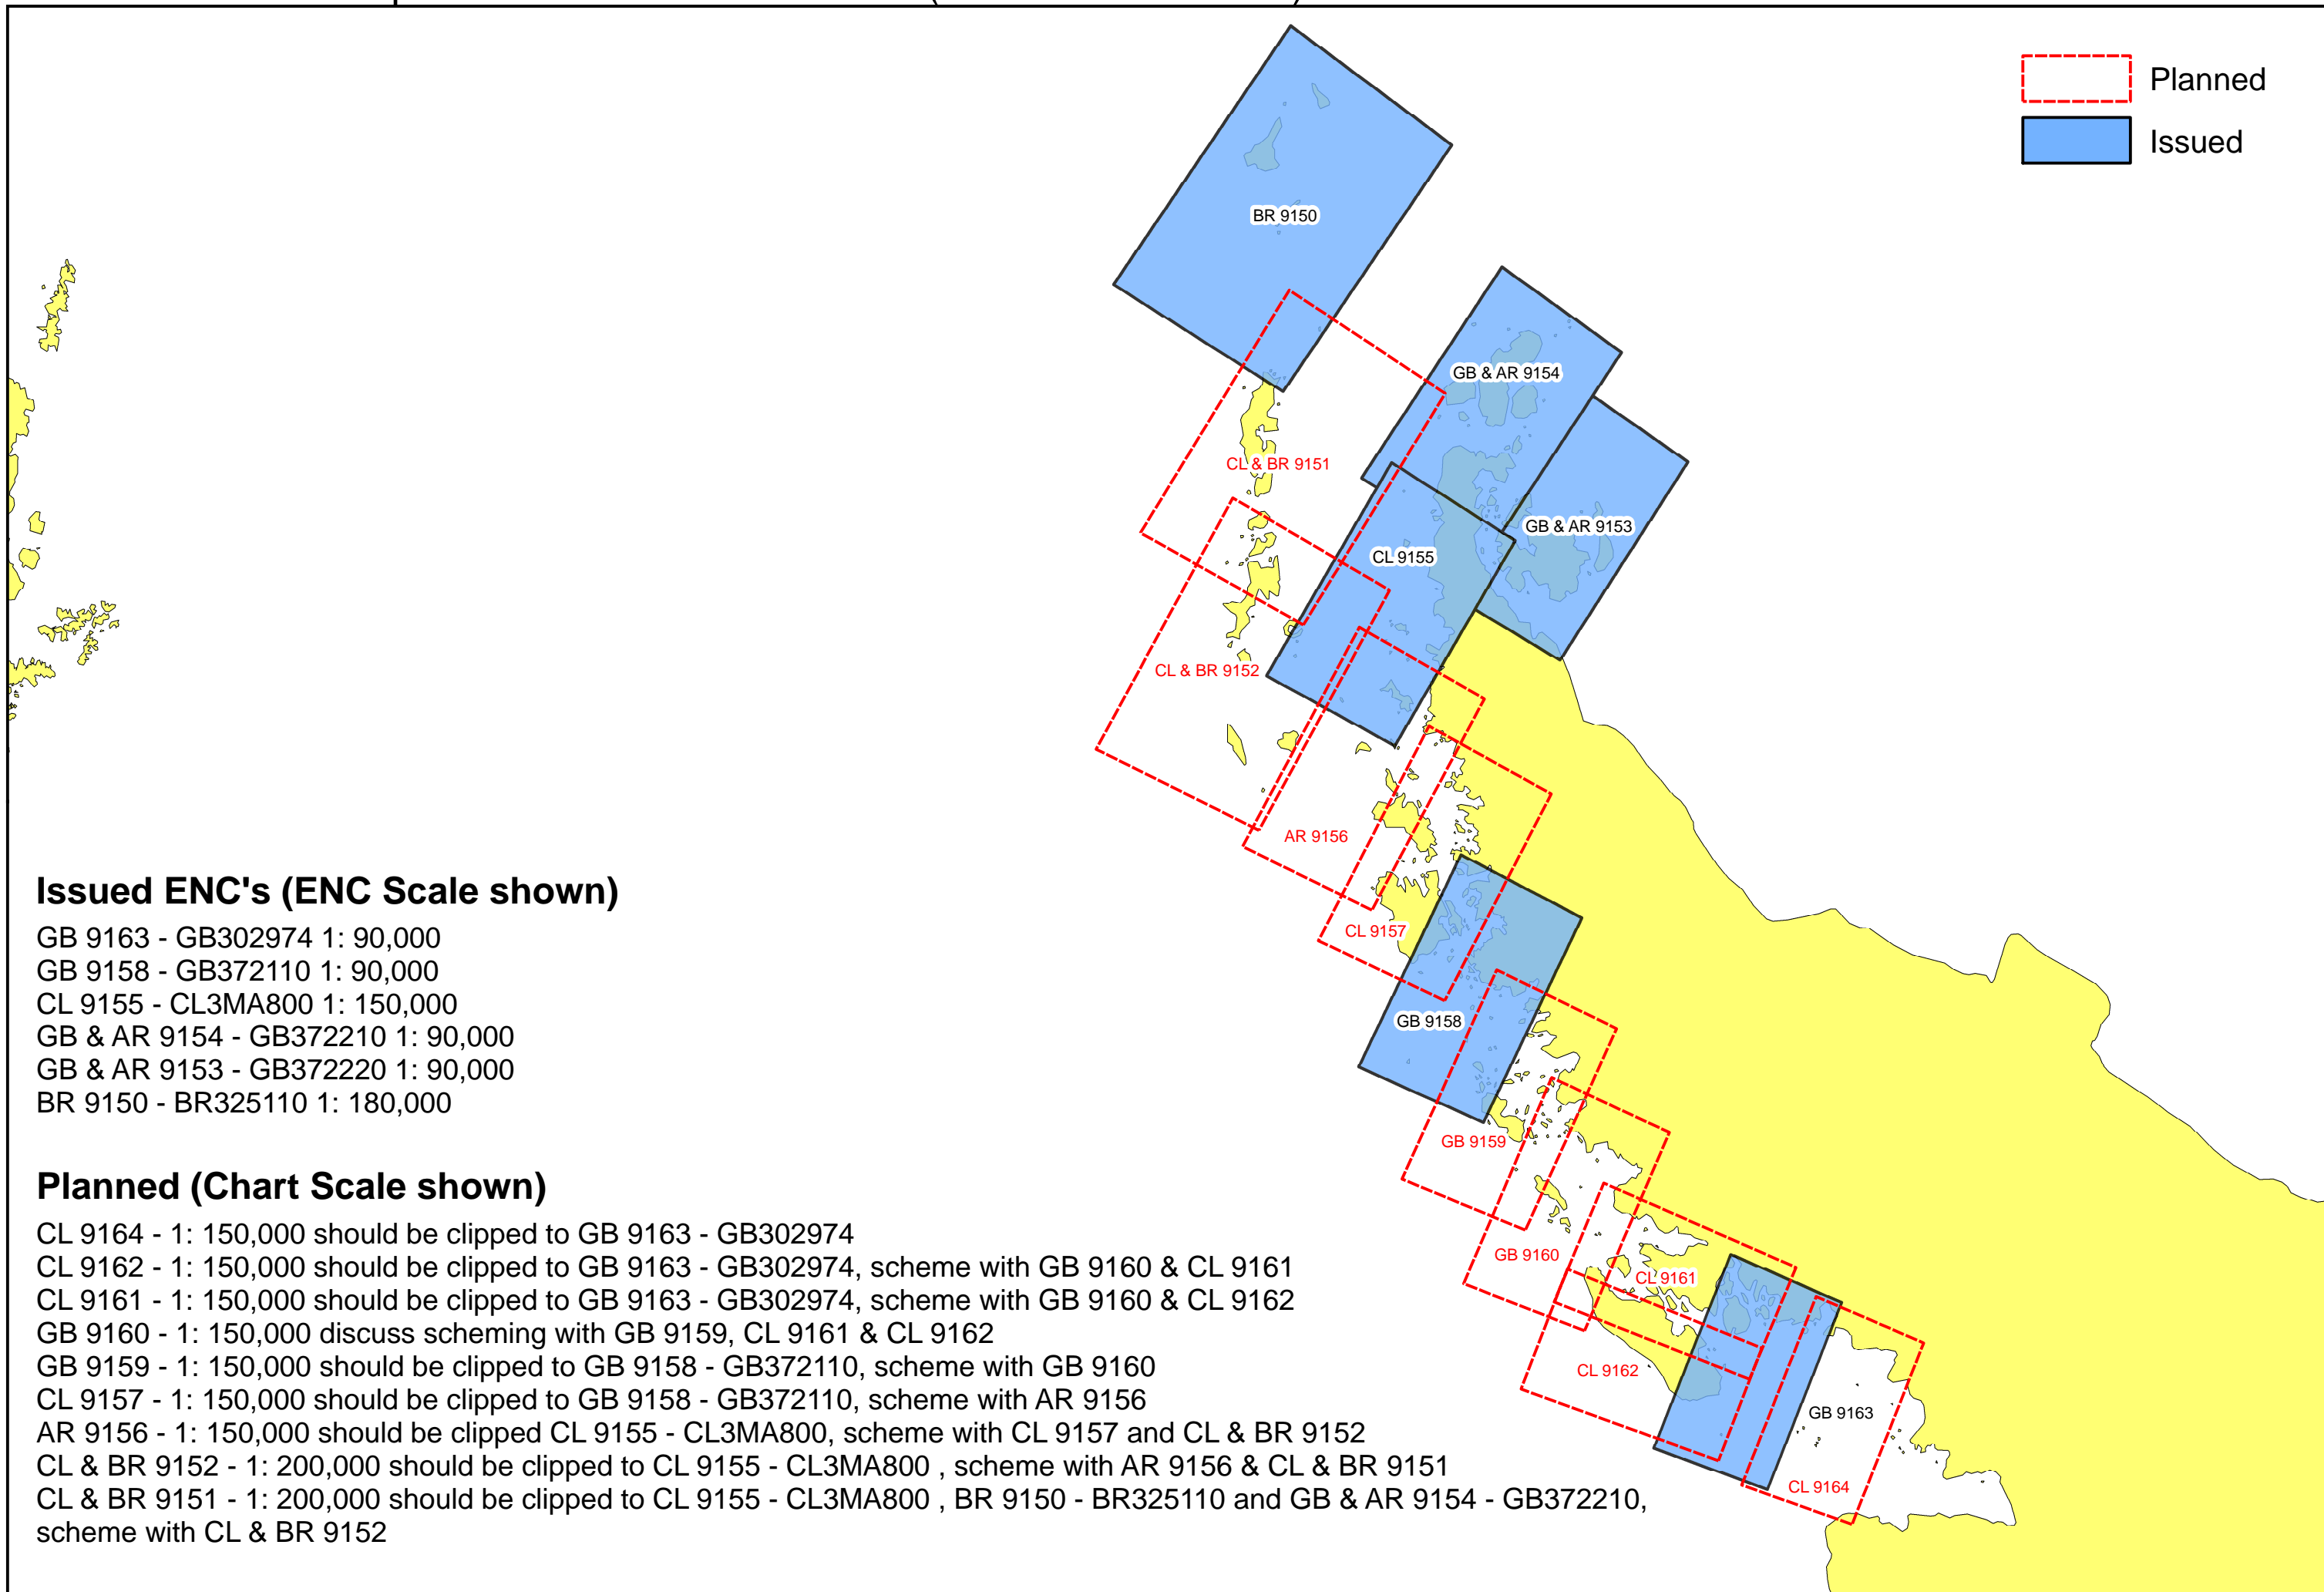 Planned
Issued
BR 9150
GB & AR 9154
CL & BR 9151
GB & AR 9153
CL 9155
CL & BR 9152
AR 9156
CL 9157
GB 9158
GB 9159
GB 9160
CL 9161
CL 9162
GB 9163
CL 9164
Issued ENC's (ENC Scale shown)
GB 9163 - GB302974 1: 90,000
GB 9158 - GB372110 1: 90,000
CL 9155 - CL3MA800 1: 150,000
GB & AR 9154 - GB372210 1: 90,000
GB & AR 9153 - GB372220 1: 90,000
BR 9150 - BR325110 1: 180,000
Planned (Chart Scale shown)
CL 9164 - 1: 150,000 should be clipped to GB 9163 - GB302974
CL 9162 - 1: 150,000 should be clipped to GB 9163 - GB302974, scheme with GB 9160 & CL 9161
CL 9161 - 1: 150,000 should be clipped to GB 9163 - GB302974, scheme with GB 9160 & CL 9162
GB 9160 - 1: 150,000 discuss scheming with GB 9159, CL 9161 & CL 9162
GB 9159 - 1: 150,000 should be clipped to GB 9158 - GB372110, scheme with GB 9160
CL 9157 - 1: 150,000 should be clipped to GB 9158 - GB372110, scheme with AR 9156
AR 9156 - 1: 150,000 should be clipped CL 9155 - CL3MA800, scheme with CL 9157 and CL & BR 9152
CL & BR 9152 - 1: 200,000 should be clipped to CL 9155 - CL3MA800 , scheme with AR 9156 & CL & BR 9151
CL & BR 9151 - 1: 200,000 should be clipped to CL 9155 - CL3MA800 , BR 9150 - BR325110 and GB & AR 9154 - GB372210,
scheme with CL & BR 9152